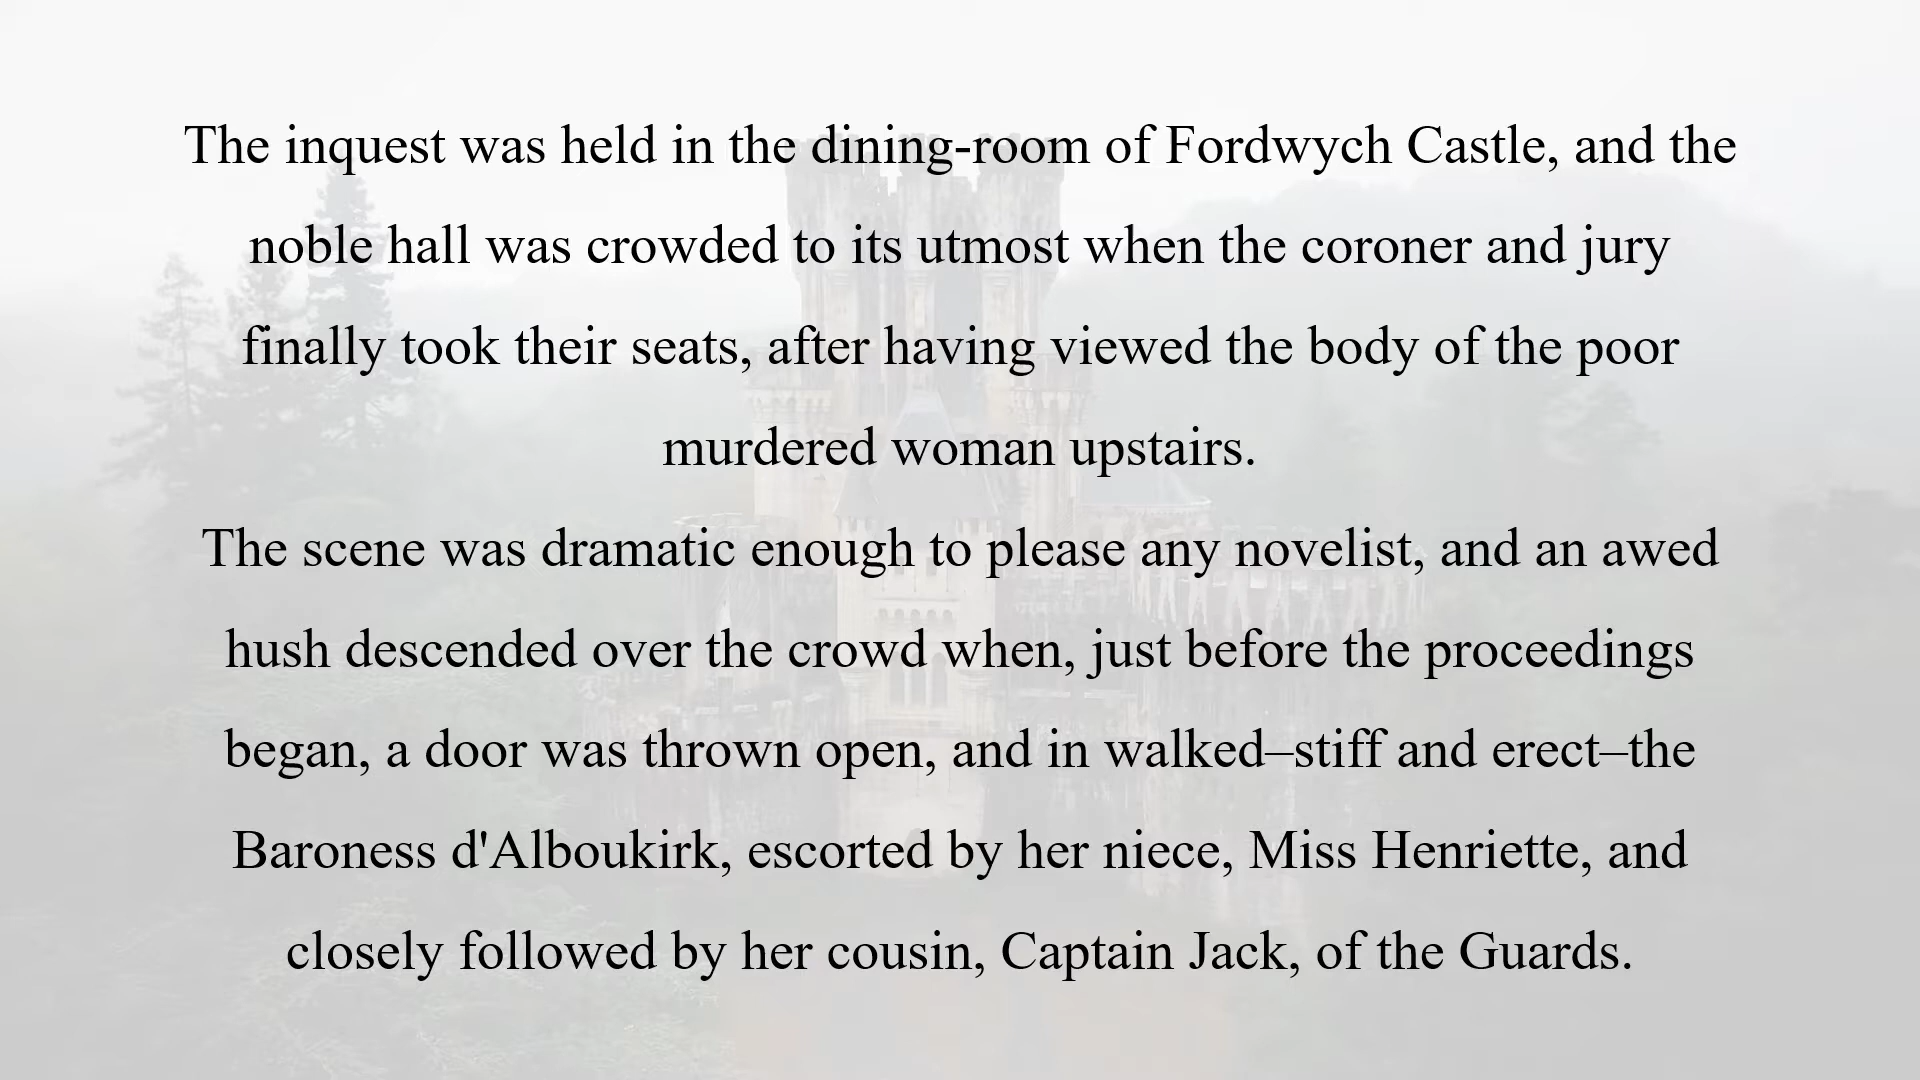 The inquest was held in the dining-room of Fordwych Castle, and the
noble hall was crowded to its utmost when the coroner and jury
finally took their seats, after having viewed the body of the poor
murdered woman upstairs.
The scene was dramatic enough to please any novelist, and an awed
hush descended over the crowd when, just before the proceedings
began, a door was thrown open, and in walked–stiff and erect–the
Baroness d'Alboukirk, escorted by her niece, Miss Henriette, and
closely followed by her cousin, Captain Jack, of the Guards.